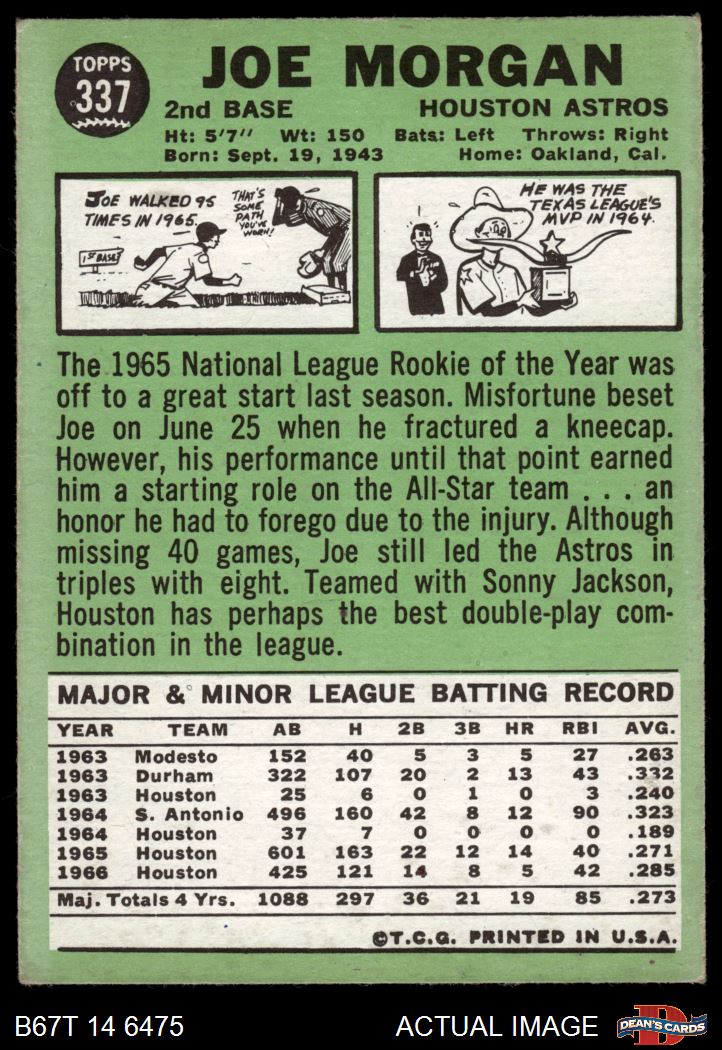 TOPPS
337
JOE MORGAN
2nd BASE HOUSTON ASTROS
Ht: 5'7" Wt: 150 Bats: Left Throws: Right
Born: Sept. 19, 1943 Home: Oakland, Cal.
JOE WALKED 95
TIMES IN 1965.
THAT'S
SOME
PATH
YOU'VE
WORN!
1ST BASE
HE WAS THE
TEXAS LEAGUE'S
MVP IN 1964.
The 1965 National League Rookie of the Year was
off to a great start last season. Misfortune beset
Joe on June 25 when he fractured a kneecap.
However, his performance until that point earned
him a starting role on the All-Star team . . . an
honor he had to forego due to the injury. Although
missing 40 games, Joe still led the Astros in
triples with eight. Teamed with Sonny Jackson,
Houston has perhaps the best double-play com-
bination in the league.
MAJOR & MINOR LEAGUE BATTING RECORD
YEAR TEAM AB H 2B 3B HR RBI AVG.
1963 Modesto 152 40 5 3 5 27 .263
1963 Durham 322 107 20 2 13 43 .332
1963 Houston 25 6 0 1 0 3 .240
1964 S. Antonio 496 160 42 8 12 90 .323
1964 Houston 37 7 0 0 0 0 .189
1965 Houston 601 163 22 12 14 40 .271
1966 Houston 425 121 14 8 5 42 .285
Maj. Totals 4 Yrs. 1088 297 36 21 19 85 .273
©T.C.G. PRINTED IN U.S.A.
B67T 14 6475 ACTUAL IMAGE
D
DEAN'S CARDS